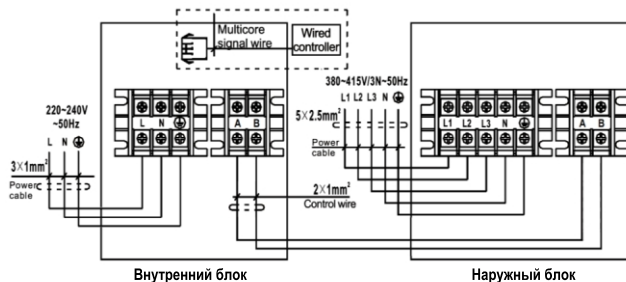 Multicore
signal wire
Wired
controller
220~240V
~50Hz
L N
3×1mm²
Power
cable
L N
A B
2×1mm²
Control wire
380~415V/3N~50Hz
L1 L2 L3 N
5×2.5mm²
Power
cable
L1 L2 L3 N
A B
Внутренний блок
Наружный блок